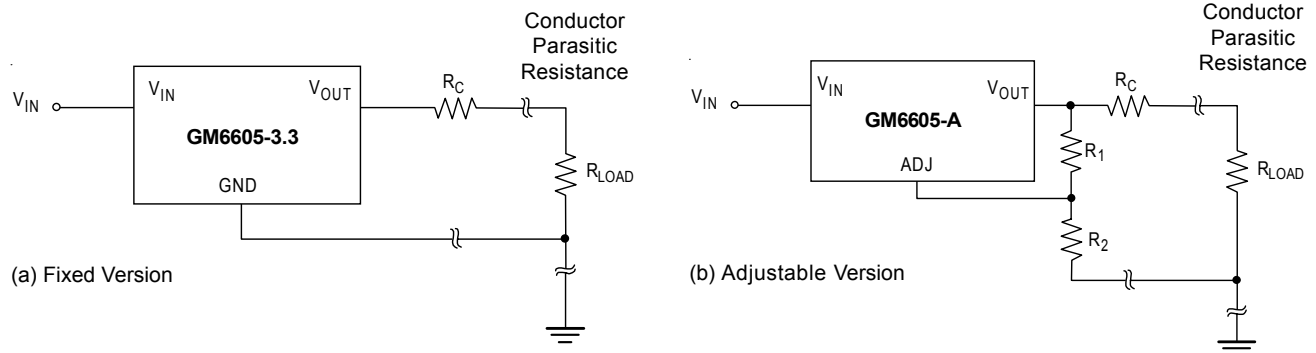 Conductor
Parasitic
Resistance
V_IN
V_IN
V_OUT
R_C
GM6605-3.3
GND
R_LOAD
(a) Fixed Version
Conductor
Parasitic
Resistance
V_IN
V_IN
V_OUT
R_C
GM6605-A
ADJ
R_1
R_LOAD
R_2
(b) Adjustable Version